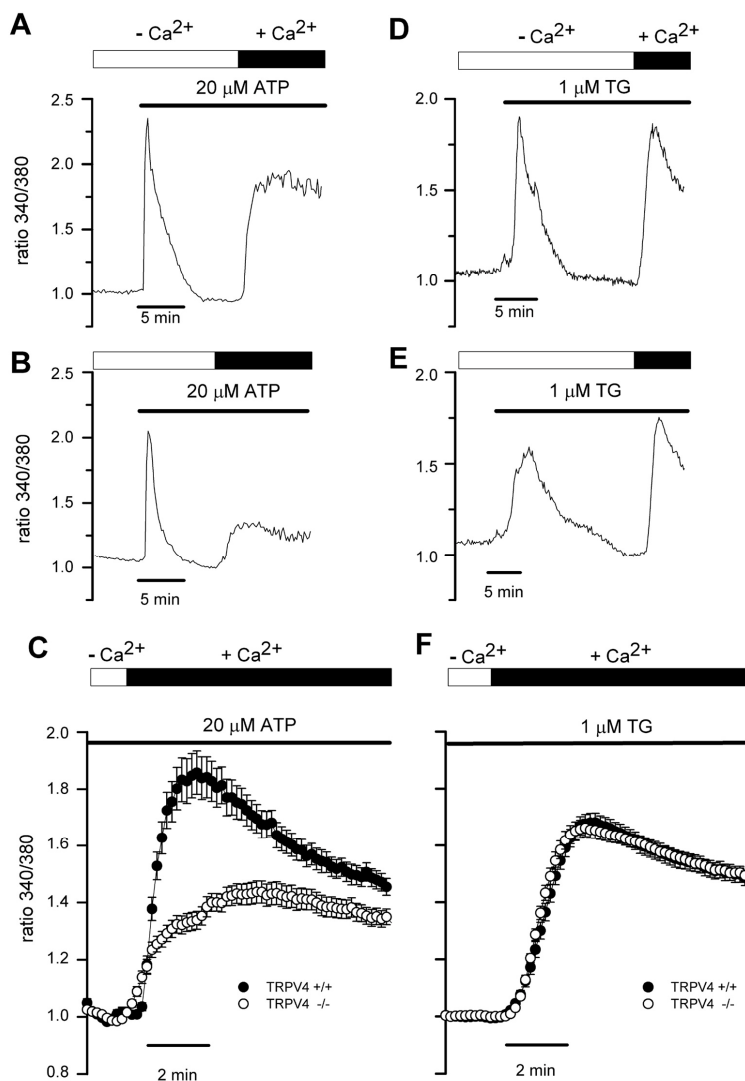 A
- Ca2+
+ Ca2+
20 μM ATP
2.5
2.0
1.5
1.0
ratio 340/380
5 min
D
- Ca2+
+ Ca2+
1 μM TG
2.0
1.5
1.0
5 min
B
20 μM ATP
2.5
2.0
1.5
1.0
ratio 340/380
5 min
E
1 μM TG
2.0
1.5
1.0
5 min
C
- Ca2+
+ Ca2+
20 μM ATP
2.0
1.8
1.6
1.4
1.2
1.0
0.8
ratio 340/380
TRPV4 +/+
TRPV4 -/-
2 min
F
- Ca2+
+ Ca2+
1 μM TG
TRPV4 +/+
TRPV4 -/-
2 min